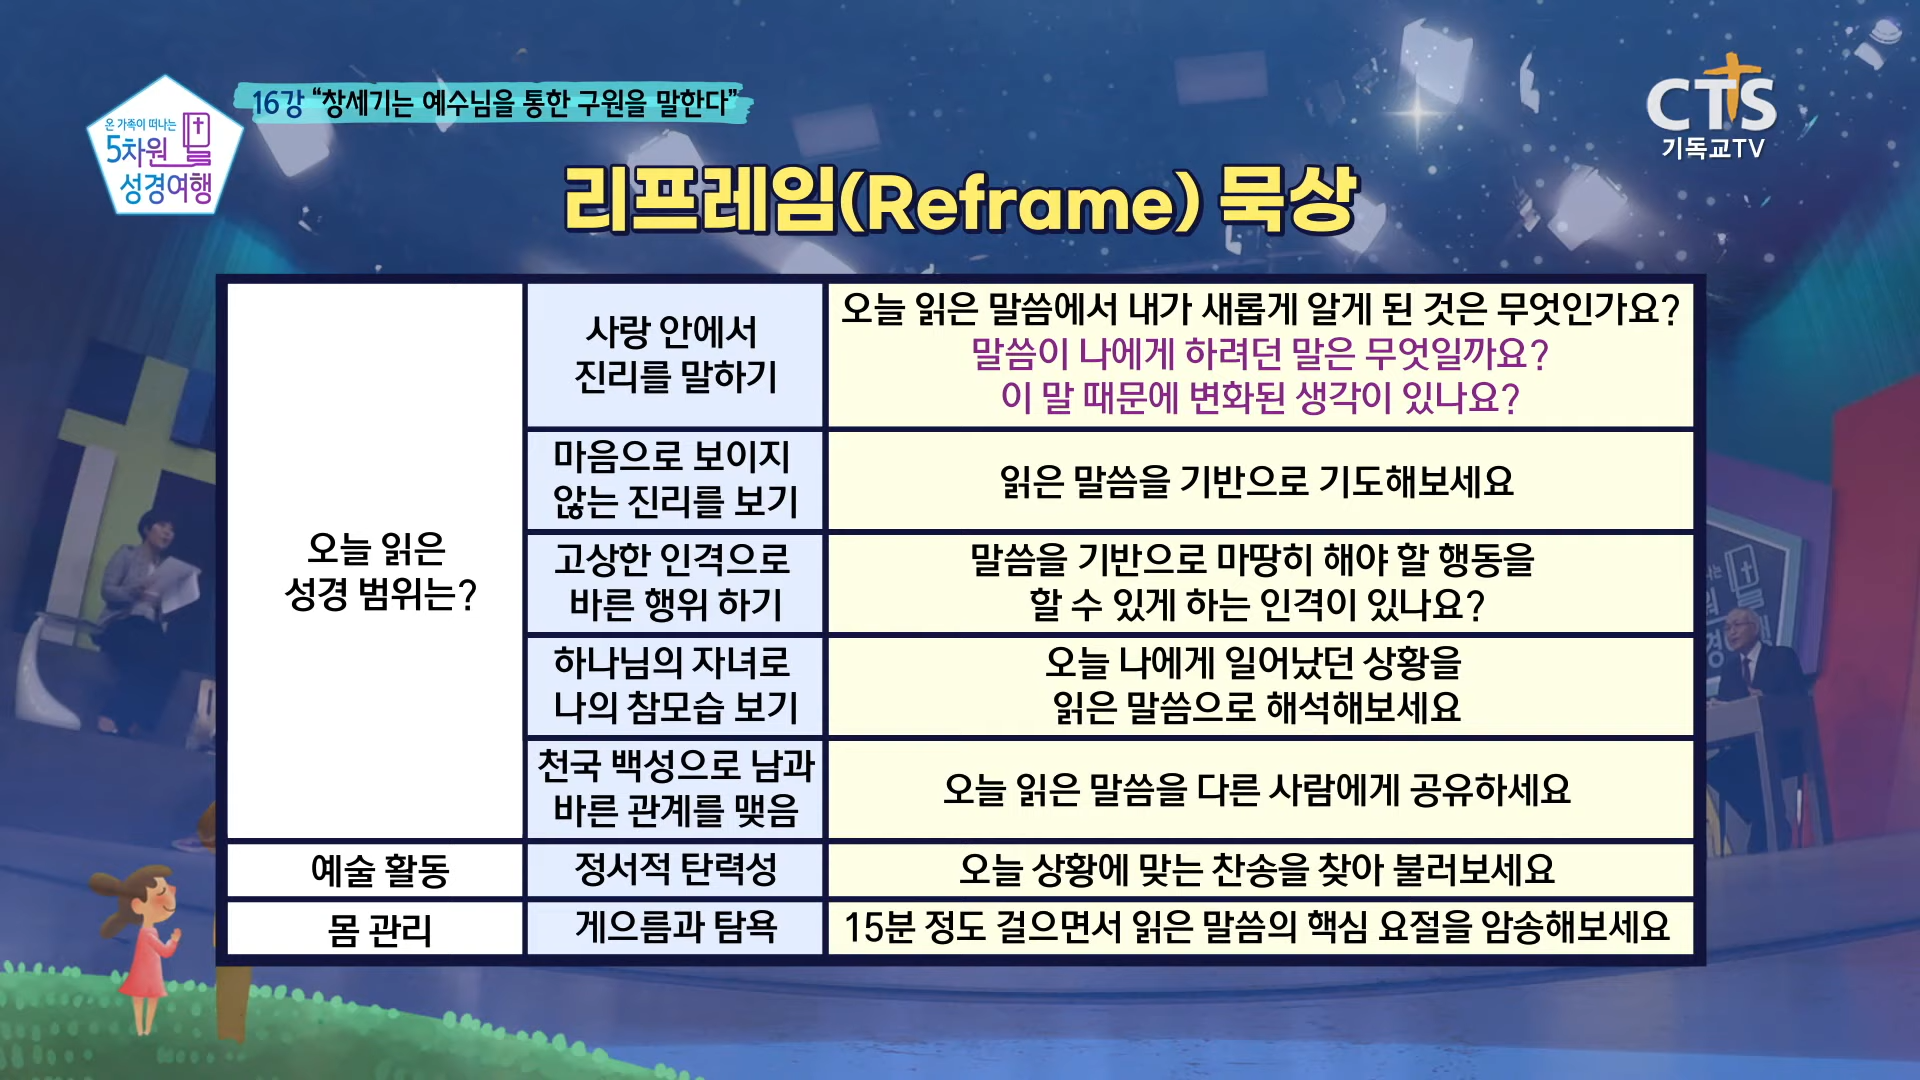 16강 “창세기는 예수님을 통한 구원을 말한다”
온 가족이 떠나는
5차원
성경여행
CTS
기독교TV
리프레임(Reframe) 묵상
오늘 읽은
성경 범위는?
사랑 안에서
진리를 말하기
오늘 읽은 말씀에서 내가 새롭게 알게 된 것은 무엇인가요?
말씀이 나에게 하려던 말은 무엇일까요?
이 말 때문에 변화된 생각이 있나요?
마음으로 보이지
않는 진리를 보기
읽은 말씀을 기반으로 기도해보세요
고상한 인격으로
바른 행위 하기
말씀을 기반으로 마땅히 해야 할 행동을
할 수 있게 하는 인격이 있나요?
하나님의 자녀로
나의 참모습 보기
오늘 나에게 일어났던 상황을
읽은 말씀으로 해석해보세요
천국 백성으로 남과
바른 관계를 맺음
오늘 읽은 말씀을 다른 사람에게 공유하세요
예술 활동
정서적 탄력성
오늘 상황에 맞는 찬송을 찾아 불러보세요
몸 관리
게으름과 탐욕
15분 정도 걸으면서 읽은 말씀의 핵심 요절을 암송해보세요